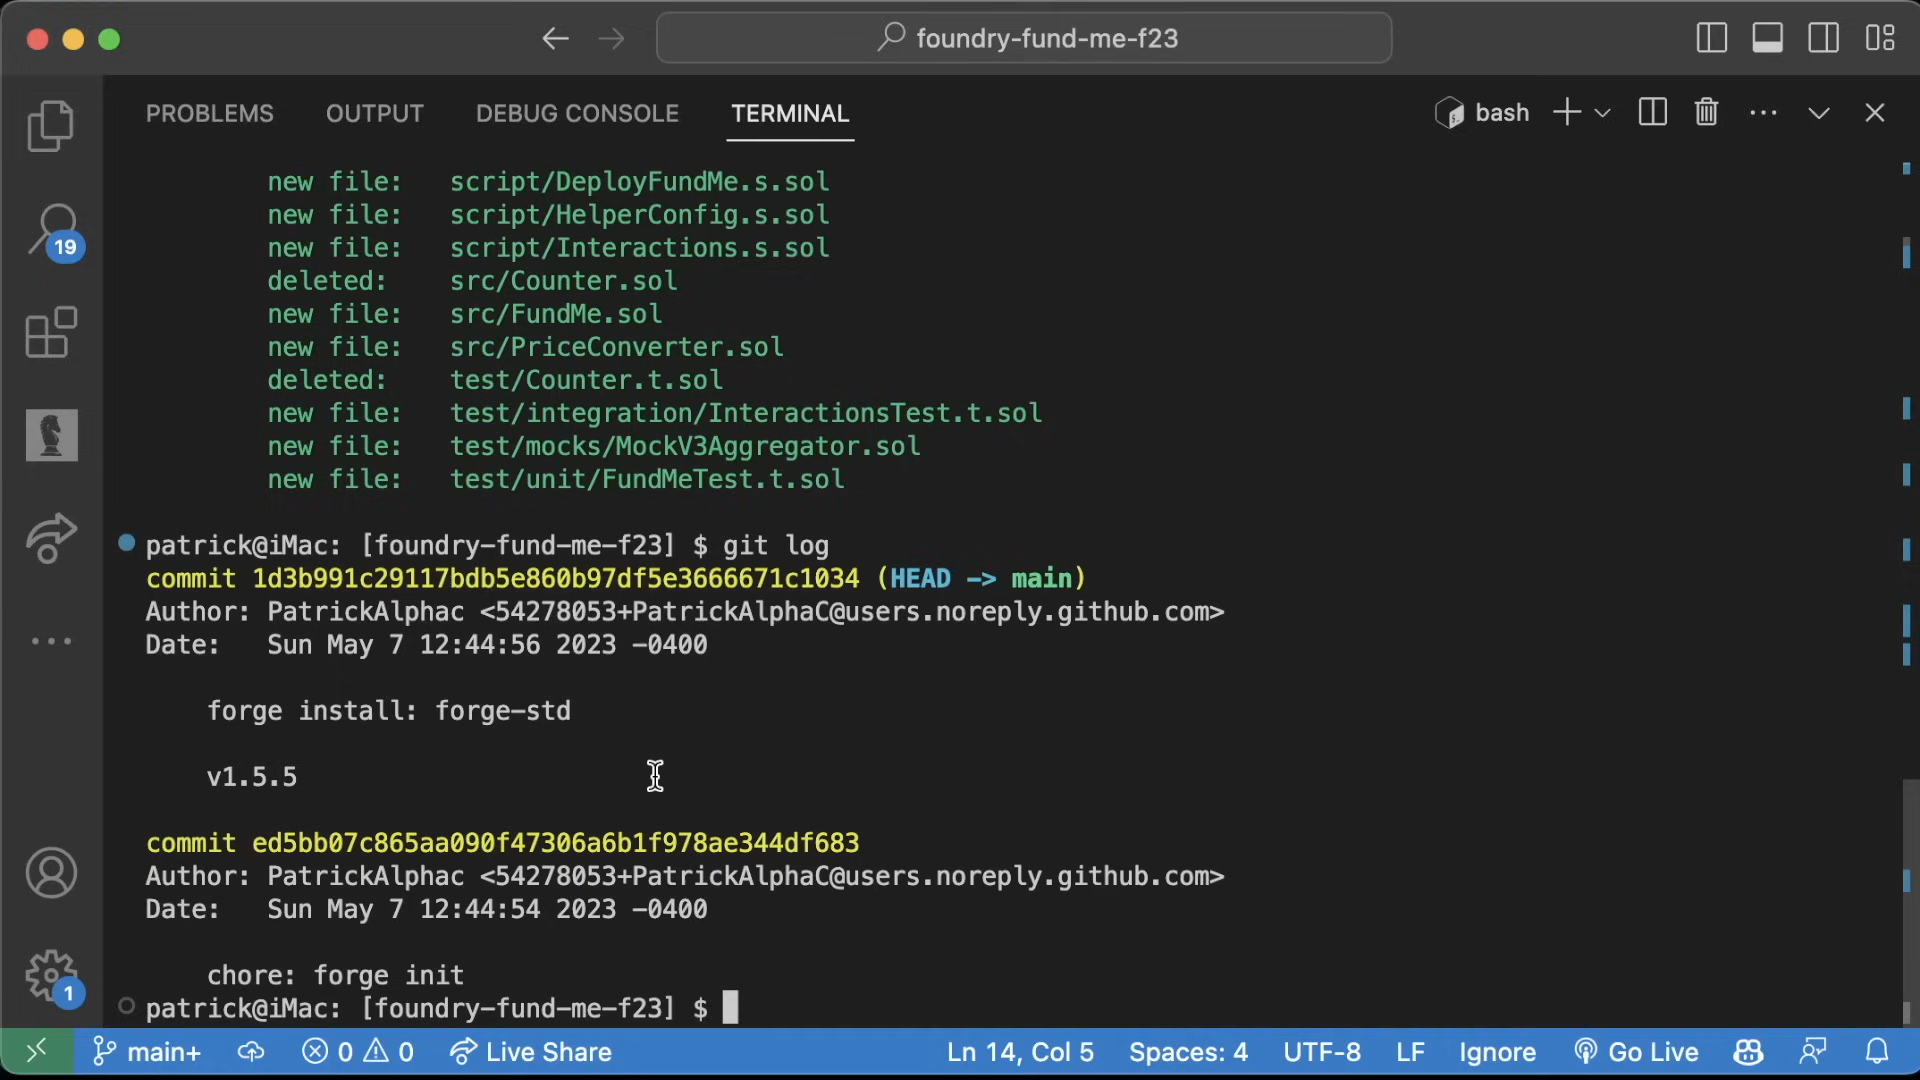 foundry-fund-me-f23
PROBLEMS OUTPUT DEBUG CONSOLE TERMINAL bash
new file: script/DeployFundMe.s.sol
new file: script/HelperConfig.s.sol
19
new file: script/Interactions.s.sol
deleted: src/Counter.sol
new file: src/FundMe.sol
new file: src/PriceConverter.sol
deleted: test/Counter.t.sol
new file: test/integration/InteractionsTest.t.sol
new file: test/mocks/MockV3Aggregator.sol
new file: test/unit/FundMeTest.t.sol
patrick@iMac: [foundry-fund-me-f23] $ git log
commit 1d3b991c29117bdb5e860b97df5e3666671c1034 (HEAD -> main)
Author: PatrickAlphac <54278053+PatrickAlphaC@users.noreply.github.com>
Date: Sun May 7 12:44:56 2023 -0400
forge install: forge-std
v1.5.5
commit ed5bb07c865aa090f47306a6b1f978ae344df683
Author: PatrickAlphac <54278053+PatrickAlphaC@users.noreply.github.com>
Date: Sun May 7 12:44:54 2023 -0400
chore: forge init
1
patrick@iMac: [foundry-fund-me-f23] $
main+ 0 0 Live Share Ln 14, Col 5 Spaces: 4 UTF-8 LF Ignore Go Live